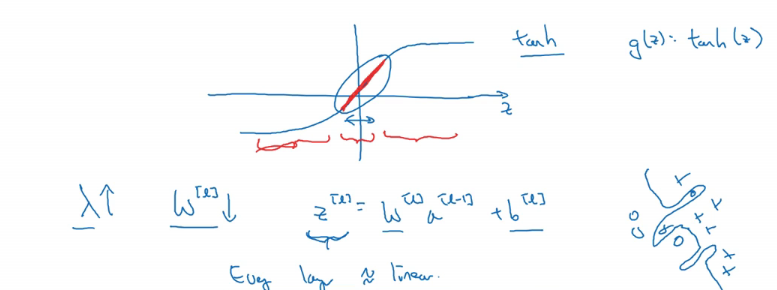 tanh g(z) = tanh(z)
z
λ↑ W^[l]↓ z^[l] = W^[l] a^[l-1] + b^[l]
Every layer ≈ linear.